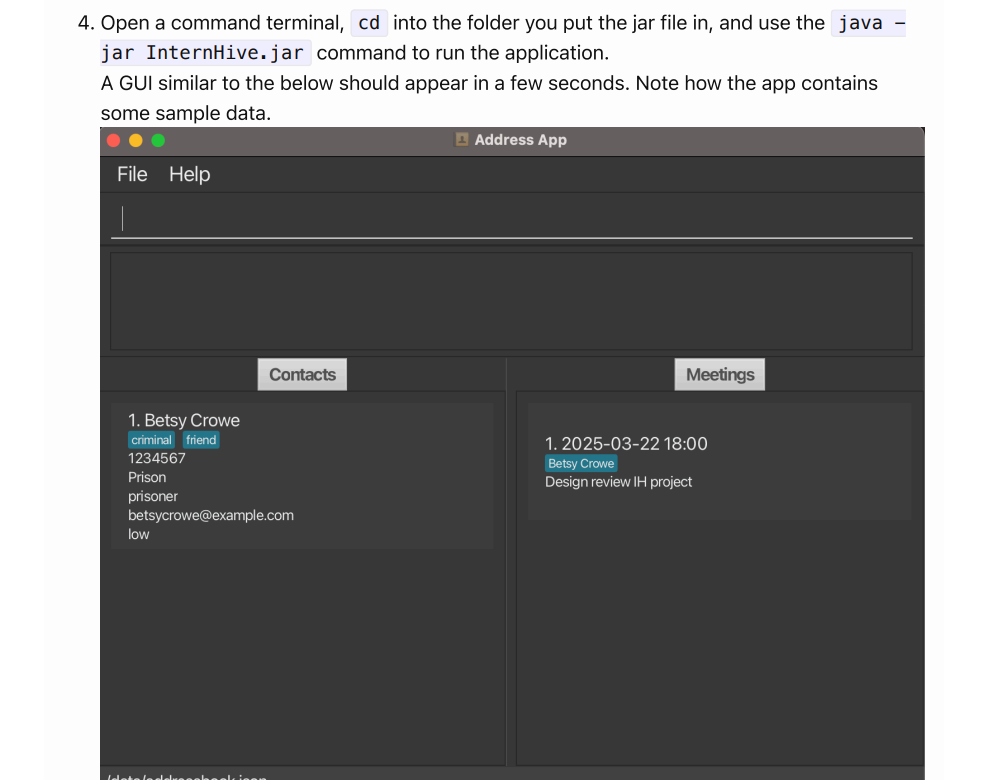 4. Open a command terminal, cd into the folder you put the jar file in, and use the java -
jar InternHive.jar command to run the application.
A GUI similar to the below should appear in a few seconds. Note how the app contains
some sample data.
Address App
File Help
Contacts
Meetings
1. Betsy Crowe
criminal friend
1234567
Prison
prisoner
betsycrowe@example.com
low
1. 2025-03-22 18:00
Betsy Crowe
Design review IH project